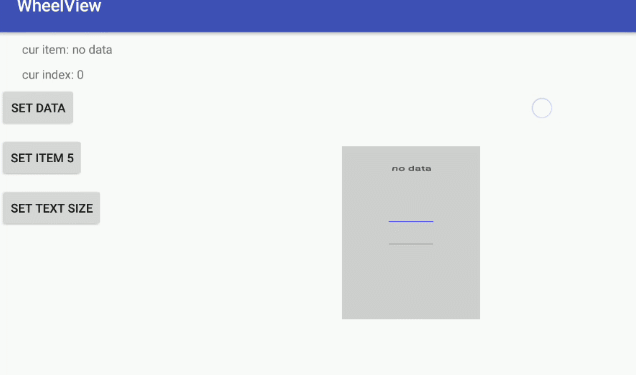 WheelView
cur item: no data
cur index: 0
SET DATA
SET ITEM 5
SET TEXT SIZE
no data